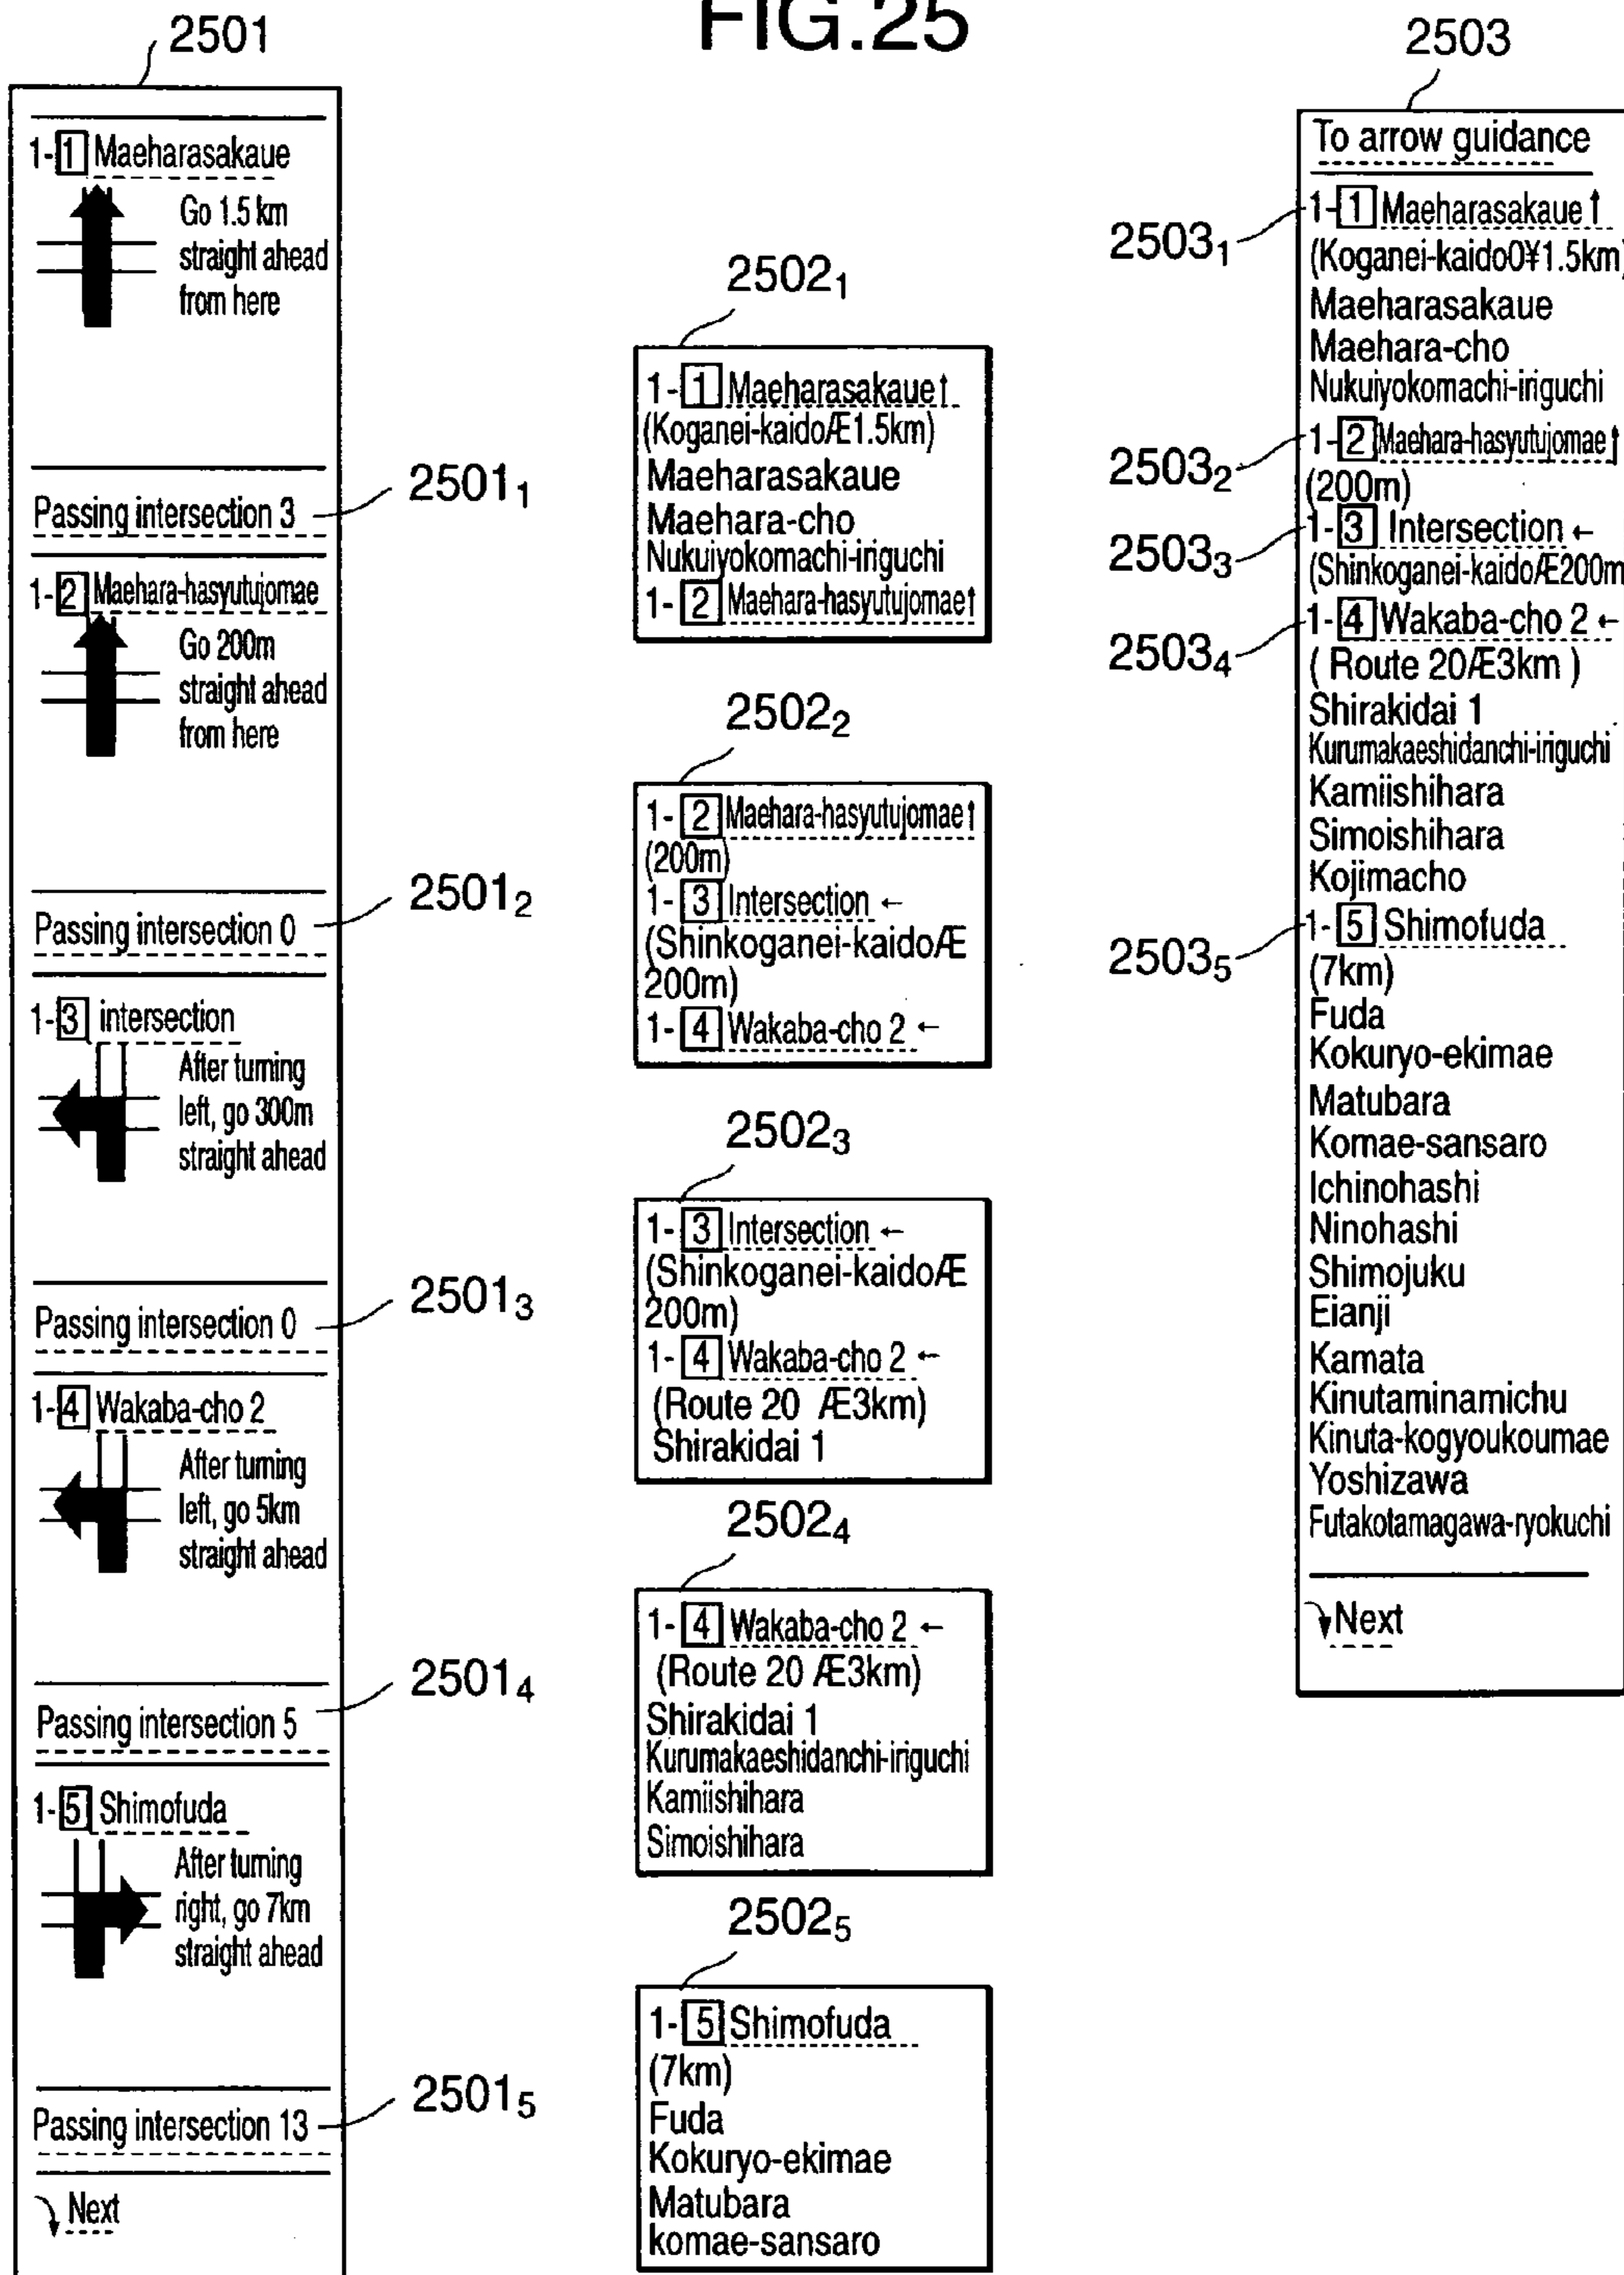 FIG.25
2501
1-1 Maeharasakaue
Go 1.5 km
straight ahead
from here
Passing intersection 3
2501₁
1-2 Maehara-hasyutujomae
Go 200m
straight ahead
from here
Passing intersection 0
2501₂
1-3 intersection
After turning
left, go 300m
straight ahead
Passing intersection 0
2501₃
1-4 Wakaba-cho 2
After turning
left, go 5km
straight ahead
Passing intersection 5
2501₄
1-5 Shimofuda
After turning
right, go 7km
straight ahead
Passing intersection 13
2501₅
Next
2502₁
1-1 Maeharasakaue↑
(Koganei-kaidoÆ1.5km)
Maeharasakaue
Maehara-cho
Nukuiyokomachi-iriguchi
1-2 Maehara-hasyutujomae↑
2502₂
1-2 Maehara-hasyutujomae↑
(200m)
1-3 Intersection ←
(Shinkoganei-kaidoÆ
200m)
1-4 Wakaba-cho 2 ←
2502₃
1-3 Intersection ←
(Shinkoganei-kaidoÆ
200m)
1-4 Wakaba-cho 2 ←
(Route 20 Æ3km)
Shirakidai 1
2502₄
1-4 Wakaba-cho 2 ←
(Route 20 Æ3km)
Shirakidai 1
Kurumakaeshidanchi-iriguchi
Kamiishihara
Simoishihara
2502₅
1-5 Shimofuda
(7km)
Fuda
Kokuryo-ekimae
Matubara
komae-sansaro
2503
To arrow guidance
2503₁
1-1 Maeharasakaue↑
(Koganei-kaido0¥1.5km)
Maeharasakaue
Maehara-cho
Nukuiyokomachi-iriguchi
2503₂
1-2 Maehara-hasyutujomae↑
(200m)
2503₃
1-3 Intersection ←
(Shinkoganei-kaidoÆ200m
2503₄
1-4 Wakaba-cho 2 ←
( Route 20Æ3km )
Shirakidai 1
Kurumakaeshidanchi-iriguchi
Kamiishihara
Simoishihara
Kojimacho
2503₅
1-5 Shimofuda
(7km)
Fuda
Kokuryo-ekimae
Matubara
Komae-sansaro
Ichinohashi
Ninohashi
Shimojuku
Eianji
Kamata
Kinutaminamichu
Kinuta-kogyoukoumae
Yoshizawa
Futakotamagawa-ryokuchi
Next